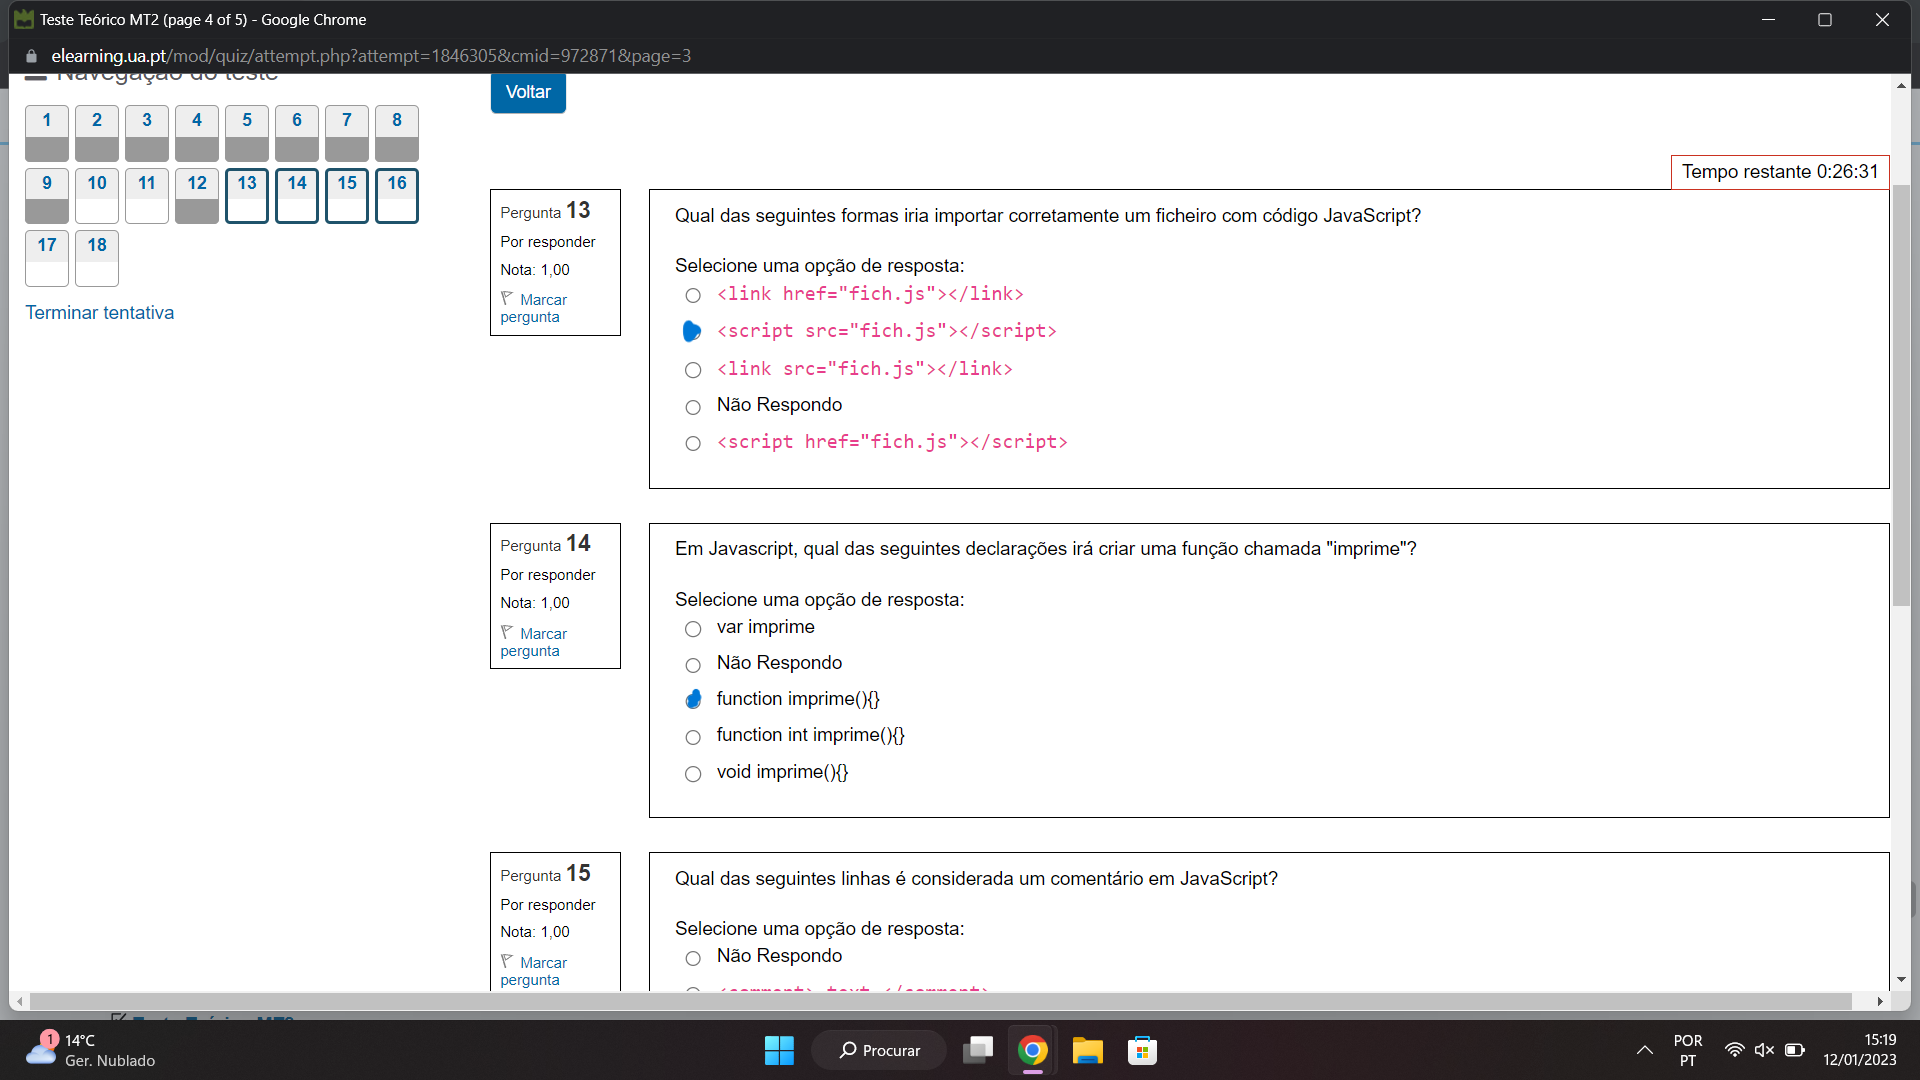 Teste Teórico MT2 (page 4 of 5) - Google Chrome
elearning.ua.pt/mod/quiz/attempt.php?attempt=1846305&cmid=972871&page=3
Navegação do teste
1 2 3 4 5 6 7 8
9 10 11 12 13 14 15 16
17 18
Terminar tentativa
Voltar
Tempo restante 0:26:31
Pergunta 13
Por responder
Nota: 1,00
Marcar
pergunta
Qual das seguintes formas iria importar corretamente um ficheiro com código JavaScript?
Selecione uma opção de resposta:
<link href="fich.js"></link>
<script src="fich.js"></script>
<link src="fich.js"></link>
Não Respondo
<script href="fich.js"></script>
Pergunta 14
Por responder
Nota: 1,00
Marcar
pergunta
Em Javascript, qual das seguintes declarações irá criar uma função chamada "imprime"?
Selecione uma opção de resposta:
var imprime
Não Respondo
function imprime(){}
function int imprime(){}
void imprime(){}
Pergunta 15
Por responder
Nota: 1,00
Marcar
pergunta
Qual das seguintes linhas é considerada um comentário em JavaScript?
Selecione uma opção de resposta:
Não Respondo
<comment> text </comment>
Teste Teórico MT2
1
14°C
Ger. Nublado
Procurar
POR
PT
15:19
12/01/2023